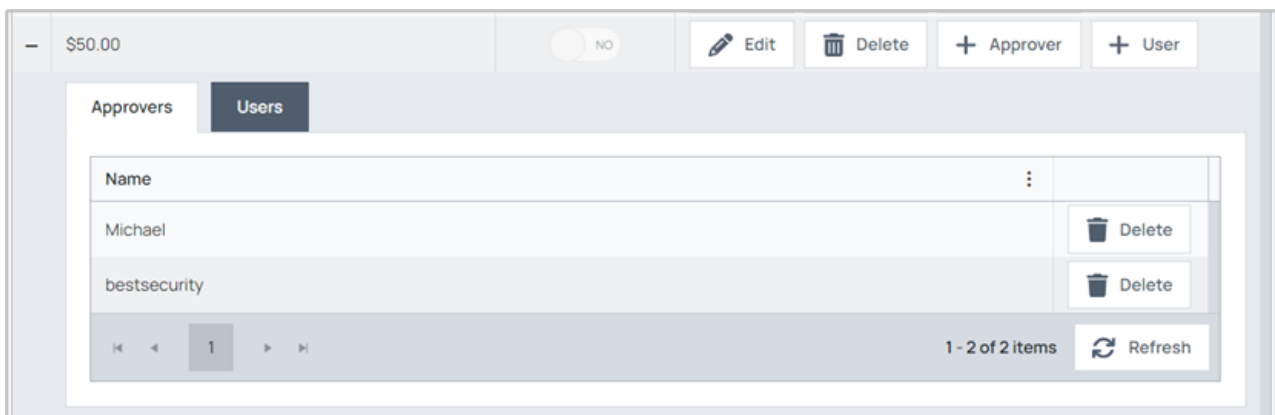 – $50.00 NO Edit Delete + Approver + User
Approvers Users
Name
Michael Delete
bestsecurity Delete
1 1 - 2 of 2 items Refresh